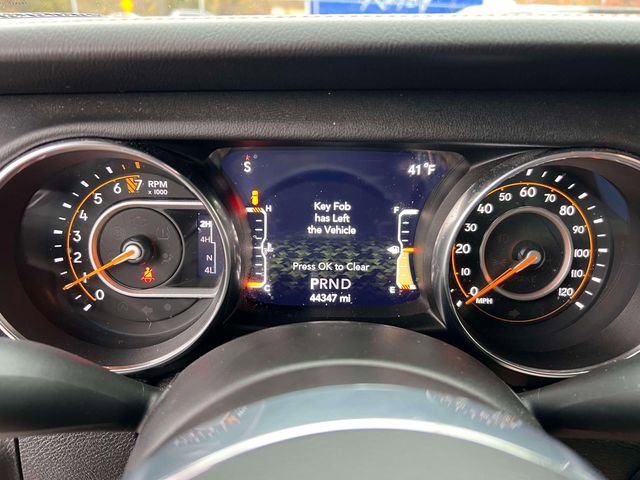 S
41°F
Key Fob
has Left
the Vehicle
Press OK to Clear
PRND
44347 mi
H
C
F
E
RPM
x 1000
0
1
2
3
4
5
6
7
2H
4H
N
4L
0
20
30
40
50
60
70
80
90
100
110
120
MPH